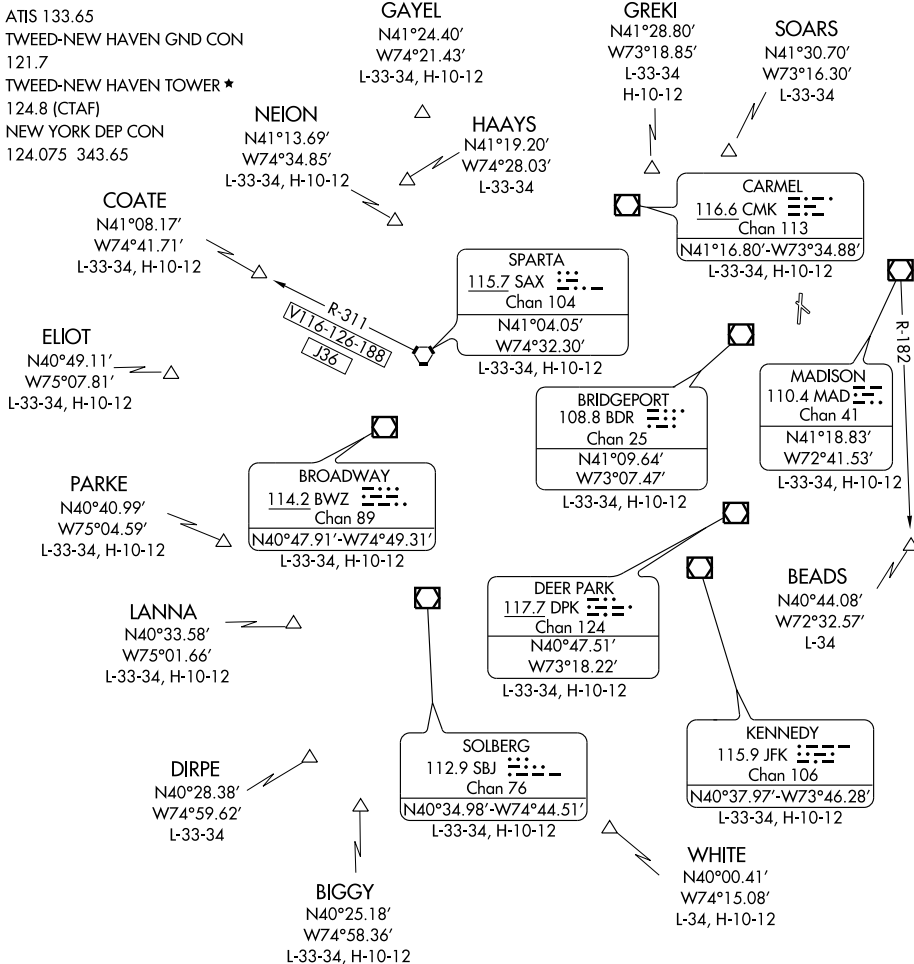 ATIS 133.65
TWEED-NEW HAVEN GND CON
121.7
TWEED-NEW HAVEN TOWER ★
124.8 (CTAF)
NEW YORK DEP CON
124.075 343.65
GAYEL
N41°24.40′
W74°21.43′
L-33-34, H-10-12
GREKI
N41°28.80′
W73°18.85′
L-33-34
H-10-12
SOARS
N41°30.70′
W73°16.30′
L-33-34
NEION
N41°13.69′
W74°34.85′
L-33-34, H-10-12
HAAYS
N41°19.20′
W74°28.03′
L-33-34
COATE
N41°08.17′
W74°41.71′
L-33-34, H-10-12
CARMEL
116.6 CMK
Chan 113
N41°16.80′-W73°34.88′
L-33-34, H-10-12
SPARTA
115.7 SAX
Chan 104
N41°04.05′
W74°32.30′
L-33-34, H-10-12
R-311
V116-126-188
J36
ELIOT
N40°49.11′
W75°07.81′
L-33-34, H-10-12
R-182
MADISON
110.4 MAD
Chan 41
N41°18.83′
W72°41.53′
L-33-34, H-10-12
BRIDGEPORT
108.8 BDR
Chan 25
N41°09.64′
W73°07.47′
L-33-34, H-10-12
BROADWAY
114.2 BWZ
Chan 89
N40°47.91′-W74°49.31′
L-33-34, H-10-12
PARKE
N40°40.99′
W75°04.59′
L-33-34, H-10-12
DEER PARK
117.7 DPK
Chan 124
N40°47.51′
W73°18.22′
L-33-34, H-10-12
BEADS
N40°44.08′
W72°32.57′
L-34
LANNA
N40°33.58′
W75°01.66′
L-33-34, H-10-12
SOLBERG
112.9 SBJ
Chan 76
N40°34.98′-W74°44.51′
L-33-34, H-10-12
KENNEDY
115.9 JFK
Chan 106
N40°37.97′-W73°46.28′
L-33-34, H-10-12
DIRPE
N40°28.38′
W74°59.62′
L-33-34
WHITE
N40°00.41′
W74°15.08′
L-34, H-10-12
BIGGY
N40°25.18′
W74°58.36′
L-33-34, H-10-12